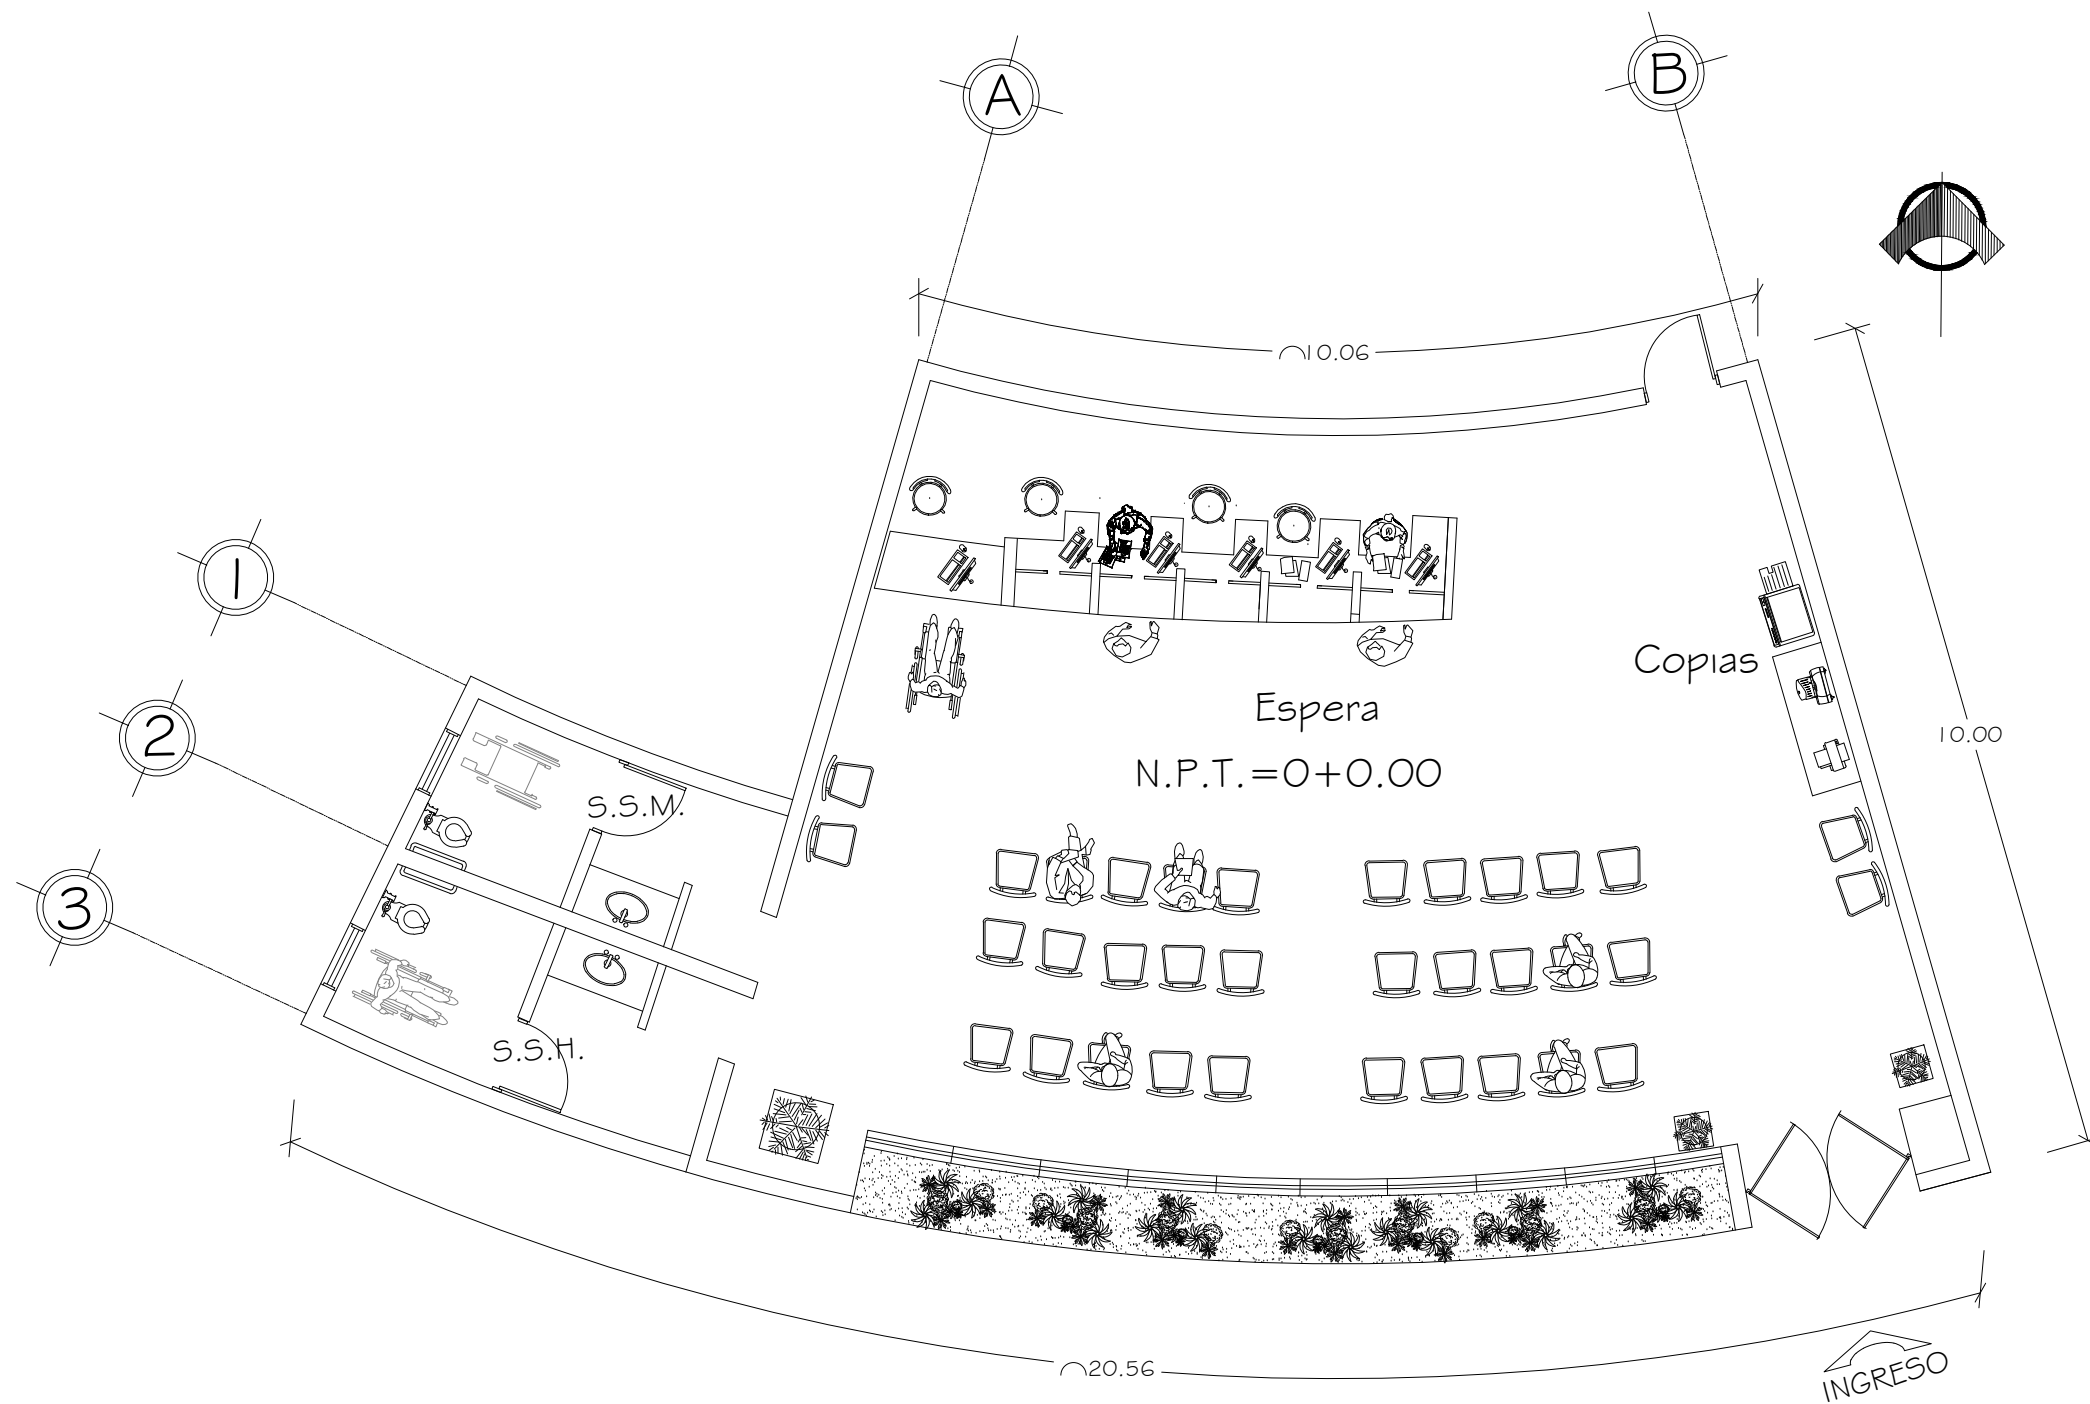 A
B
⌒10.06
1
Copias
Espera
2
10.00
N.P.T.=0+0.00
S.S.M.
3
S.S.H.
⌒20.56
INGRESO